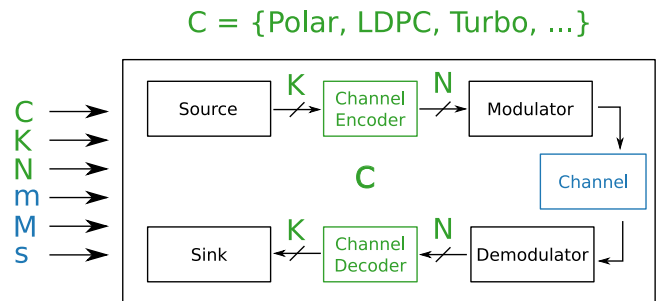 C = {Polar, LDPC, Turbo, ...}
C
K
N
m
M
s
Source
K
Channel
Encoder
N
Modulator
C
Channel
Sink
K
Channel
Decoder
N
Demodulator